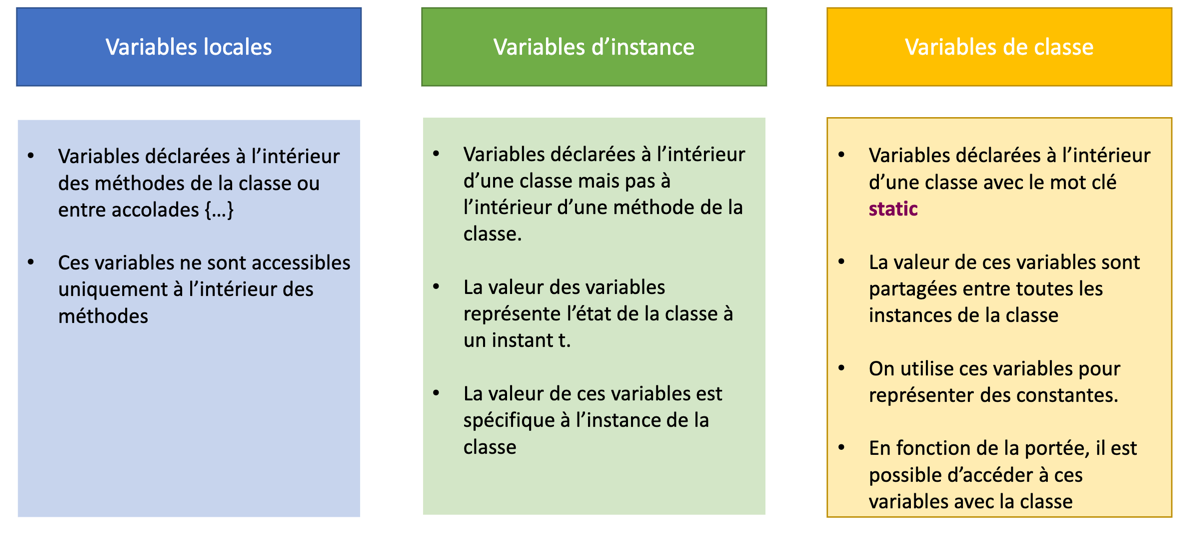 Variables locales
Variables d’instance
Variables de classe
• Variables déclarées à l’intérieur
des méthodes de la classe ou
entre accolades {…}
• Ces variables ne sont accessibles
uniquement à l’intérieur des
méthodes
• Variables déclarées à l’intérieur
d’une classe mais pas à
l’intérieur d’une méthode de la
classe.
• La valeur des variables
représente l’état de la classe à
un instant t.
• La valeur de ces variables est
spécifique à l’instance de la
classe
• Variables déclarées à l’intérieur
d’une classe avec le mot clé
static
• La valeur de ces variables sont
partagées entre toutes les
instances de la classe
• On utilise ces variables pour
représenter des constantes.
• En fonction de la portée, il est
possible d’accéder à ces
variables avec la classe